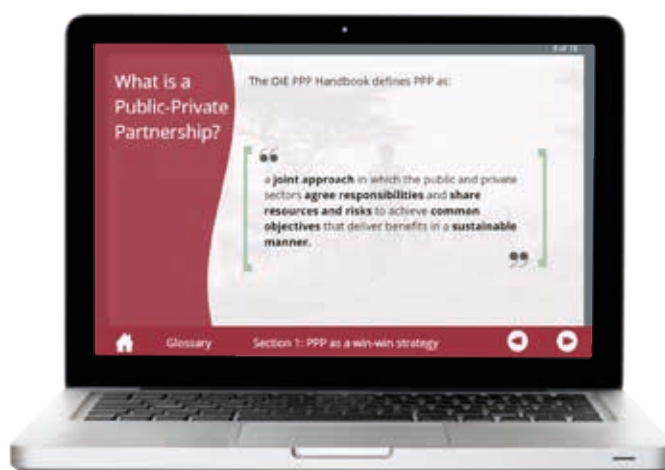 What is a
Public-Private
Partnership?
The OIE PPP Handbook defines PPP as:
“
a joint approach in which the public and private
sectors agree responsibilities and share
resources and risks to achieve common
objectives that deliver benefits in a sustainable
manner.
”
Glossary
Section 1: PPP as a win-win strategy